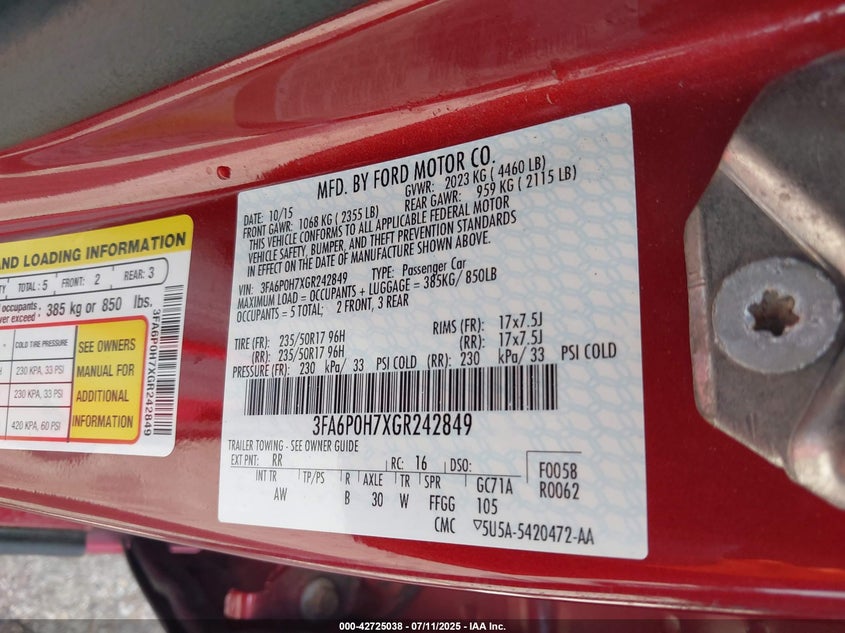 AND LOADING INFORMATION
TOTAL: 5 FRONT: 2 REAR: 3
occupants
ver exceed 385 kg or 850 lbs.
COLD TIRE PRESSURE
230 KPA, 33 PSI
230 KPA, 33 PSI
420 KPA, 60 PSI
SEE OWNERS
MANUAL FOR
ADDITIONAL
INFORMATION
3FA6P0H7XGR242849
MFD. BY FORD MOTOR CO.
DATE: 10/15 GVWR: 2023 KG ( 4460 LB)
FRONT GAWR: 1068 KG ( 2355 LB) REAR GAWR: 959 KG ( 2115 LB)
THIS VEHICLE CONFORMS TO ALL APPLICABLE FEDERAL MOTOR
VEHICLE SAFETY, BUMPER, AND THEFT PREVENTION STANDARDS
IN EFFECT ON THE DATE OF MANUFACTURE SHOWN ABOVE.
VIN: 3FA6P0H7XGR242849 TYPE: Passenger Car
MAXIMUM LOAD = OCCUPANTS + LUGGAGE = 385KG/ 850LB
OCCUPANTS = 5 TOTAL; 2 FRONT, 3 REAR
TIRE (FR): 235/50R17 96H RIMS (FR): 17x7.5J
(RR): 235/50R17 96H (RR): 17x7.5J
PRESSURE (FR): 230 kPa/ 33 PSI COLD (RR): 230 kPa/ 33 PSI COLD
3FA6P0H7XGR242849
TRAILER TOWING - SEE OWNER GUIDE
EXT PNT: RR RC: 16 DSO: F0058
INT TR TP/PS R AXLE TR SPR GC71A R0062
AW B 30 W FFGG 105
CMC ▽5U5A-5420472-AA
000-42725038 - 07/11/2025 - IAA Inc.